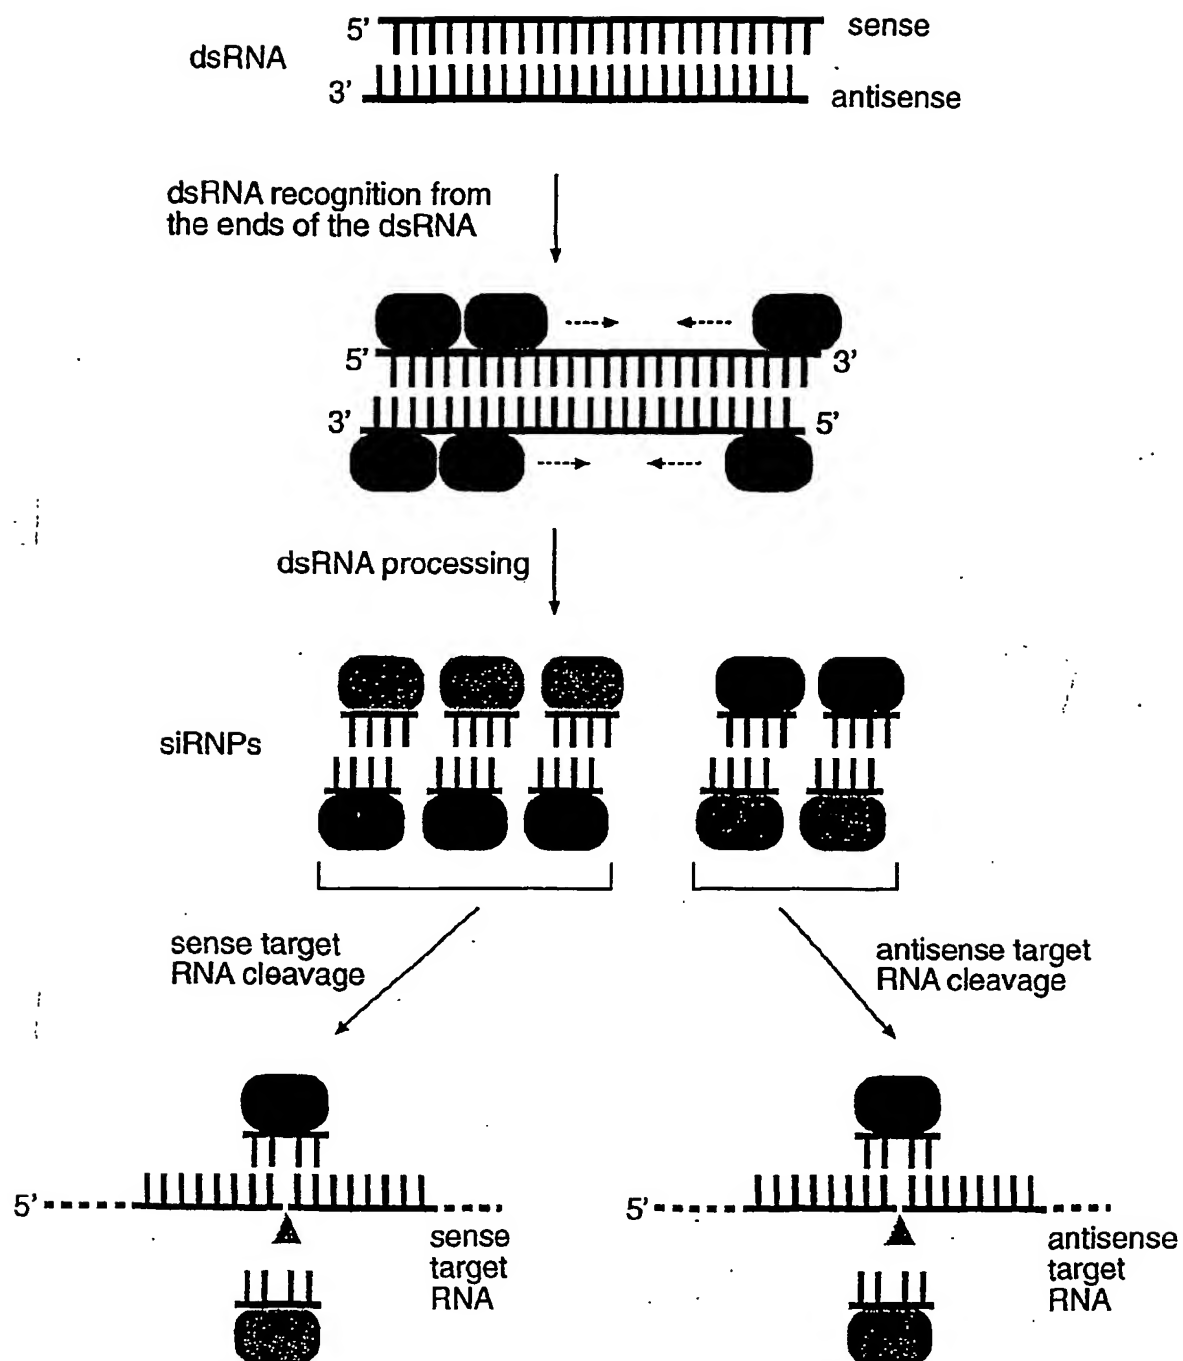 5' sense
dsRNA
3' antisense
dsRNA recognition from
the ends of the dsRNA
5' 3'
3' 5'
dsRNA processing
siRNPs
sense target
RNA cleavage
antisense target
RNA cleavage
5'
sense
target
RNA
5'
antisense
target
RNA